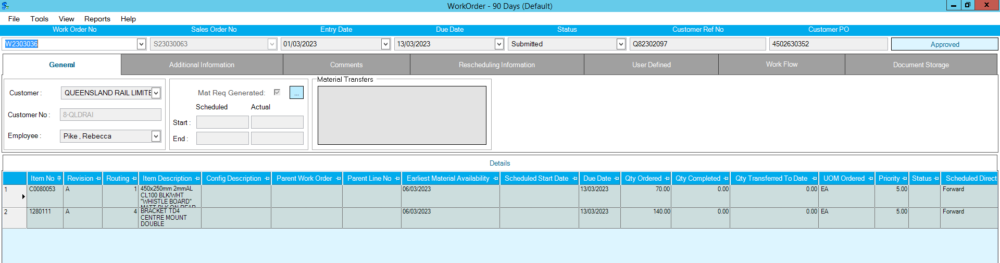 WorkOrder - 90 Days (Default)
File Tools View Reports Help
Work Order No Sales Order No Entry Date Due Date Status Customer Ref No Customer PO
W2303036 S23030063 01/03/2023 13/03/2023 Submitted Q82302097 4502630352 Approved
General Additional Information Comments Rescheduling Information User Defined Work Flow Document Storage
Material Transfers
Customer : QUEENSLAND RAIL LIMITE
Mat Req Generated: ...
Scheduled Actual
Customer No : 8-QLDRAI
Start :
Employee : Pike , Rebecca
End :
Details
Item No Revision Routing Item Description Config Description Parent Work Order Parent Line No Earliest Material Availability Scheduled Start Date Due Date Qty Ordered Qty Completed Qty Transferred To Date UOM Ordered Priority Status Scheduled Direct
1 C0080053 A 1 450x250mm 2mmAL 06/03/2023 13/03/2023 70.00 0.00 0.00 EA 5.00 Forward
CL100 BLK/WHT
"WHISTLE BOARD"
MATT BLK ON REAR
2 1280111 A 4 BRACKET TD4 06/03/2023 13/03/2023 140.00 0.00 0.00 EA 5.00 Forward
CENTRE MOUNT
DOUBLE